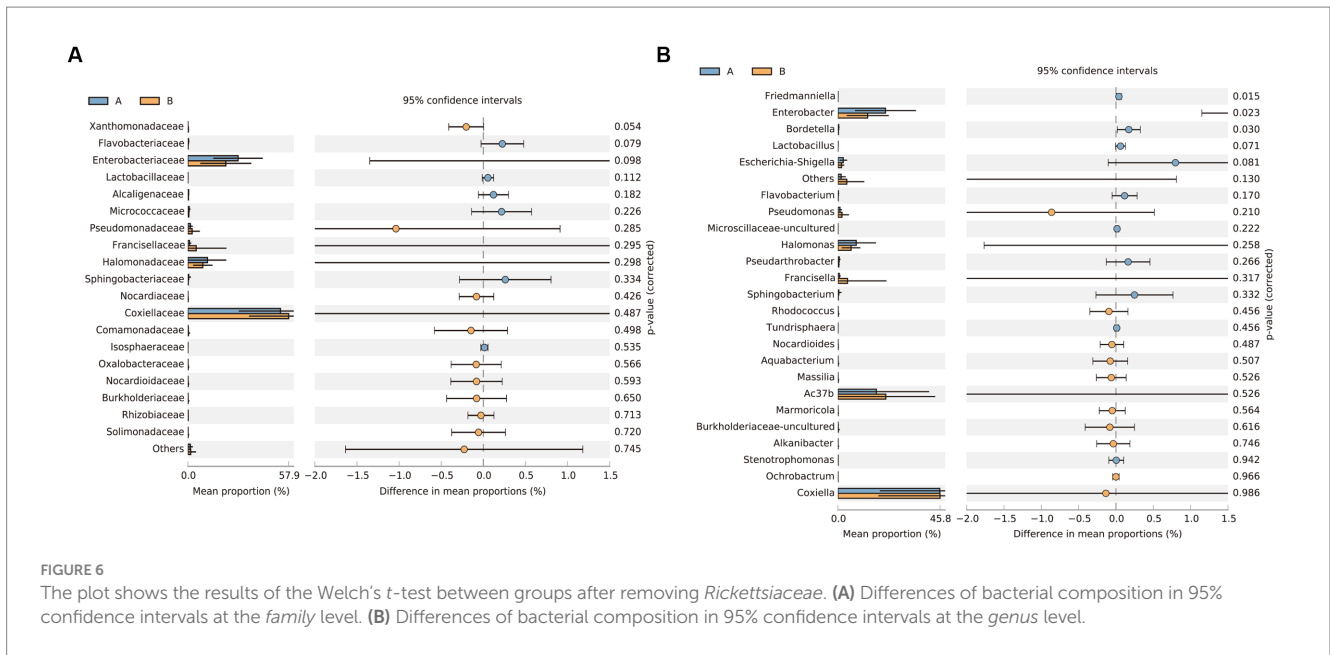 A
A B
95% confidence intervals
Xanthomonadaceae 0.054
Flavobacteriaceae 0.079
Enterobacteriaceae 0.098
Lactobacillaceae 0.112
Alcaligenaceae 0.182
Micrococcaceae 0.226
Pseudomonadaceae 0.285
Francisellaceae 0.295
Halomonadaceae 0.298
Sphingobacteriaceae 0.334
Nocardiaceae 0.426
Coxiellaceae 0.487
Comamonadaceae 0.498
Isosphaeraceae 0.535
Oxalobacteraceae 0.566
Nocardioidaceae 0.593
Burkholderiaceae 0.650
Rhizobiaceae 0.713
Solimonadaceae 0.720
Others 0.745
p-value (corrected)
0.0 57.9 −2.0 −1.5 −1.0 −0.5 0.0 0.5 1.0 1.5
Mean proportion (%) Difference in mean proportions (%)
B
A B
95% confidence intervals
Friedmanniella 0.015
Enterobacter 0.023
Bordetella 0.030
Lactobacillus 0.071
Escherichia-Shigella 0.081
Others 0.130
Flavobacterium 0.170
Pseudomonas 0.210
Microscillaceae-uncultured 0.222
Halomonas 0.258
Pseudarthrobacter 0.266
Francisella 0.317
Sphingobacterium 0.332
Rhodococcus 0.456
Tundrisphaera 0.456
Nocardioides 0.487
Aquabacterium 0.507
Massilia 0.526
Ac37b 0.526
Marmoricola 0.564
Burkholderiaceae-uncultured 0.616
Alkanibacter 0.746
Stenotrophomonas 0.942
Ochrobactrum 0.966
Coxiella 0.986
p-value (corrected)
0.0 45.8 −2.0 −1.5 −1.0 −0.5 0.0 0.5 1.0 1.5
Mean proportion (%) Difference in mean proportions (%)
FIGURE 6
The plot shows the results of the Welch's t-test between groups after removing Rickettsiaceae. (A) Differences of bacterial composition in 95%
confidence intervals at the family level. (B) Differences of bacterial composition in 95% confidence intervals at the genus level.